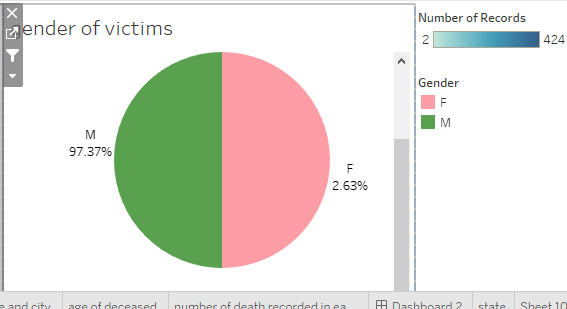 ender of victims
Number of Records
2 424
Gender
F
M
M
97.37%
F
2.63%
e and city age of deceased number of death recorded in ea... Dashboard 2 state Sheet 10